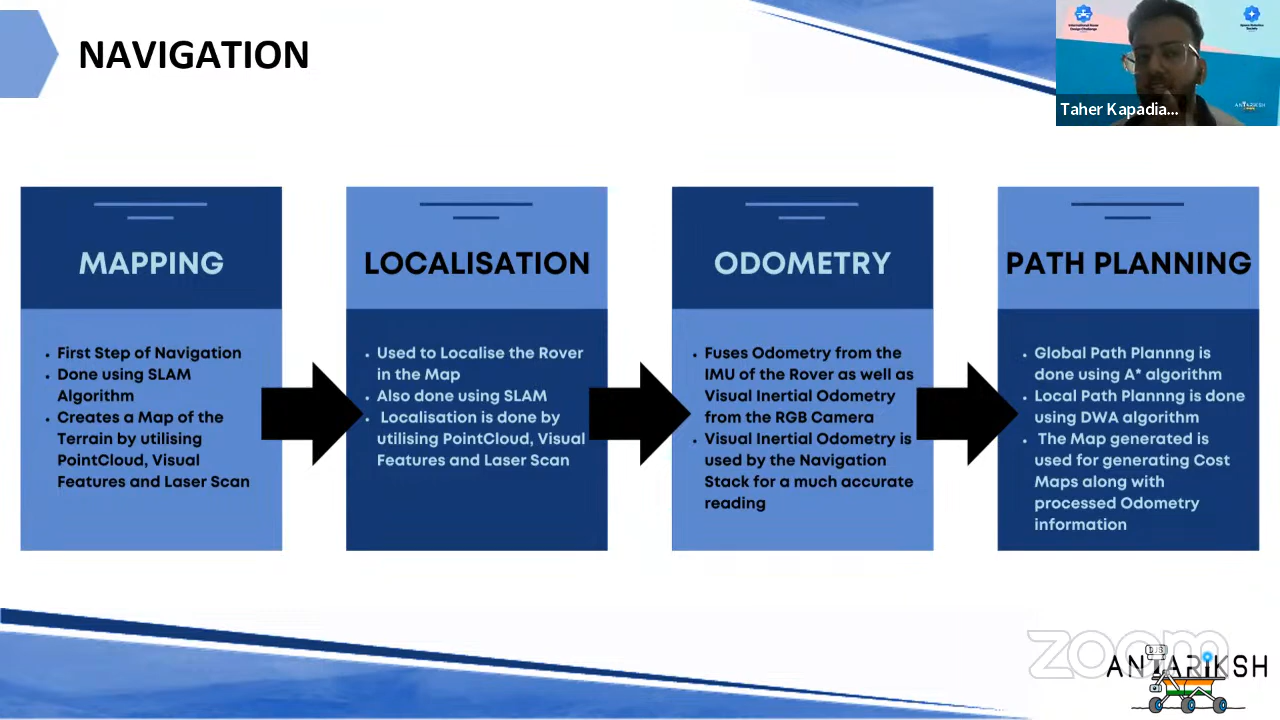 NAVIGATION
International Rover
Design Challenge
Taher Kapadia...
ANTARIKSH
MAPPING
• First Step of Navigation
• Done using SLAM
Algorithm
• Creates a Map of the
Terrain by utilising
PointCloud, Visual
Features and Laser Scan
LOCALISATION
• Used to Localise the Rover
in the Map
• Also done using SLAM
• Localisation is done by
utilising PointCloud, Visual
Features and Laser Scan
ODOMETRY
• Fuses Odometry from the
IMU of the Rover as well as
Visual Inertial Odometry
from the RGB Camera
• Visual Inertial Odometry is
used by the Navigation
Stack for a much accurate
reading
PATH PLANNING
• Global Path Plannng is
done using A* algorithm
• Local Path Plannng is done
using DWA algorithm
• The Map generated is
used for generating Cost
Maps along with
processed Odometry
information
zoom
ANTARIKSH